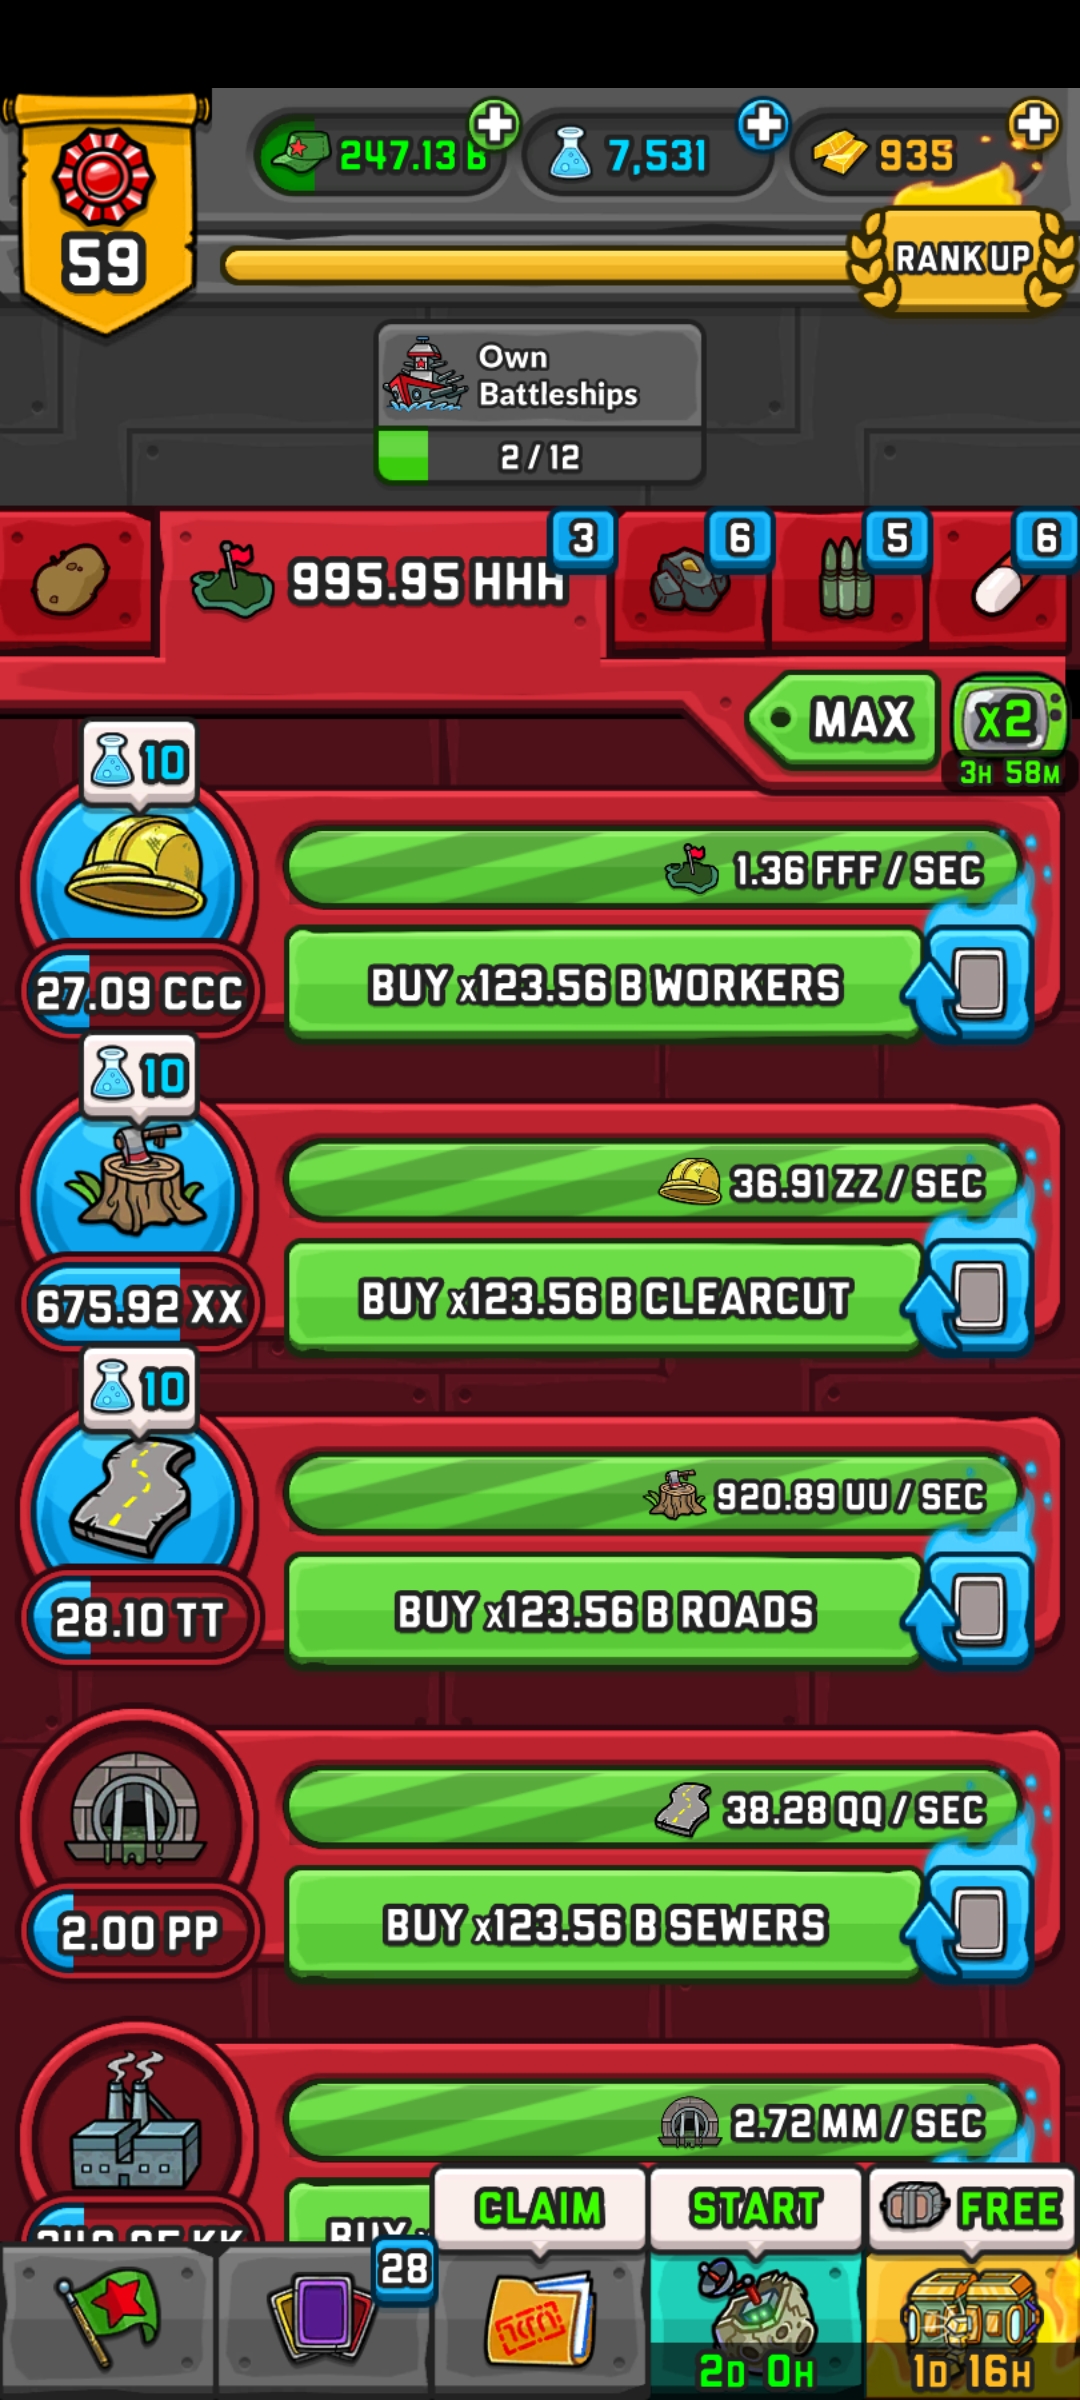 247.13 B
7,531
935
59
RANK UP
Own
Battleships
2 / 12
995.95 HHH
3
6
5
6
MAX
x2
3H 58M
10
1.36 FFF / SEC
BUY x123.56 B WORKERS
27.09 CCC
10
36.91 ZZ / SEC
BUY x123.56 B CLEARCUT
675.92 XX
10
920.89 UU / SEC
BUY x123.56 B ROADS
28.10 TT
38.28 QQ / SEC
BUY x123.56 B SEWERS
2.00 PP
2.72 MM / SEC
BUY
CLAIM
START
FREE
28
2D 0H
1D 16H